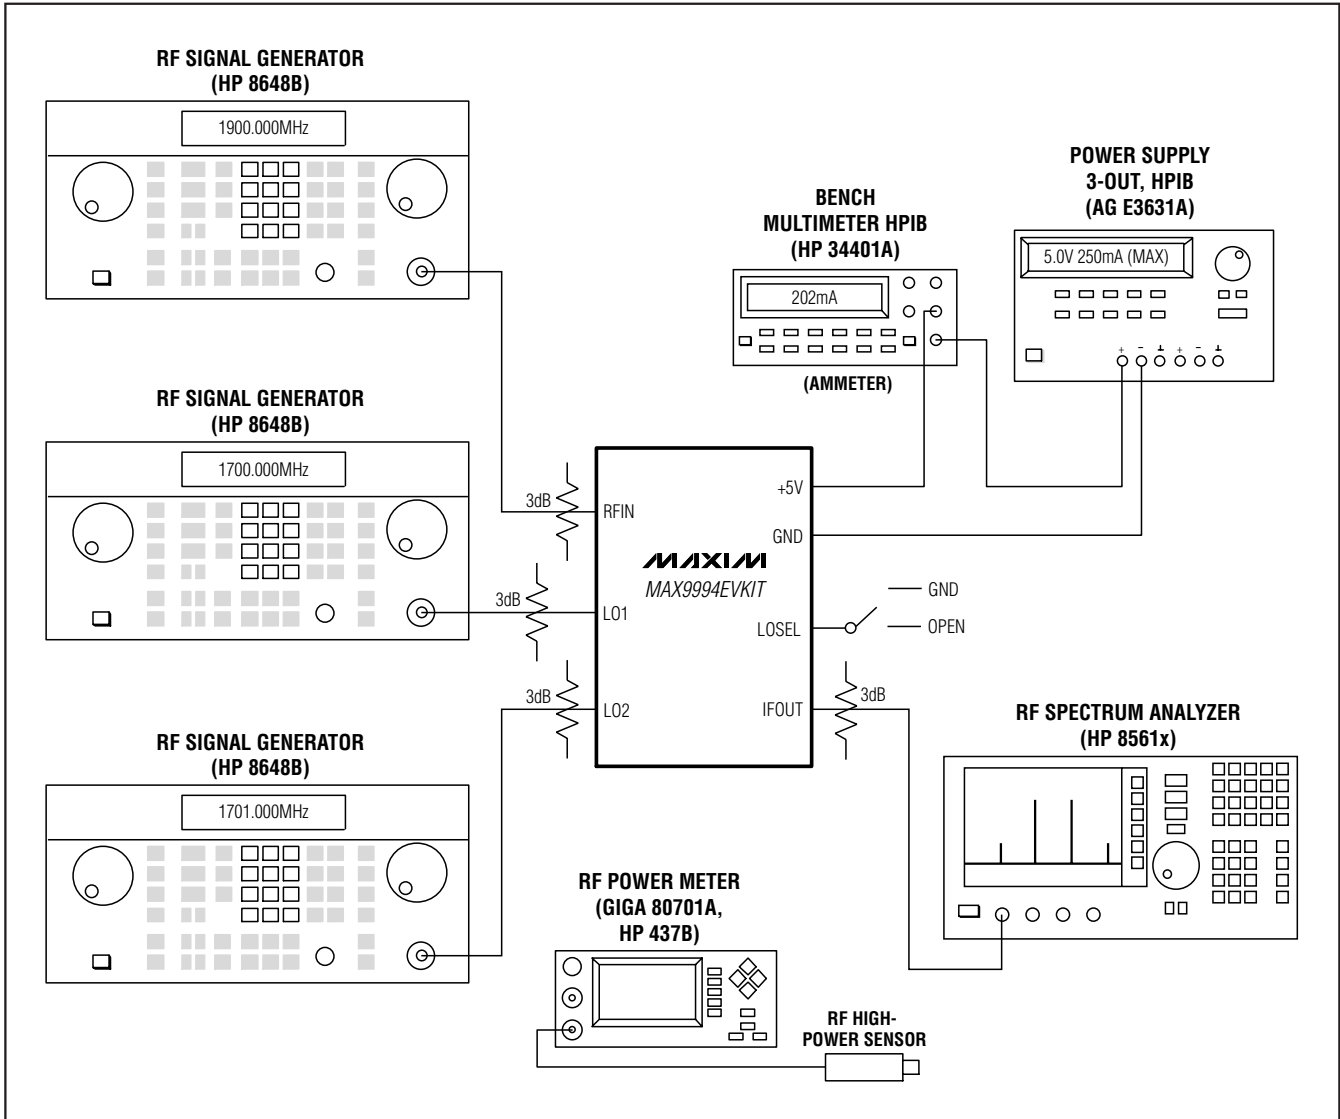 RF SIGNAL GENERATOR
(HP 8648B)
1900.000MHz
POWER SUPPLY
3-OUT, HPIB
(AG E3631A)
5.0V 250mA (MAX)
+ - ⊥ + - ⊥
BENCH
MULTIMETER HPIB
(HP 34401A)
202mA
(AMMETER)
RF SIGNAL GENERATOR
(HP 8648B)
1700.000MHz
3dB
RFIN
+5V
GND
MAXIM
MAX9994EVKIT
3dB
LO1
LOSEL
GND
OPEN
3dB
LO2
IFOUT
3dB
RF SIGNAL GENERATOR
(HP 8648B)
1701.000MHz
RF SPECTRUM ANALYZER
(HP 8561x)
RF POWER METER
(GIGA 80701A,
HP 437B)
RF HIGH-
POWER SENSOR